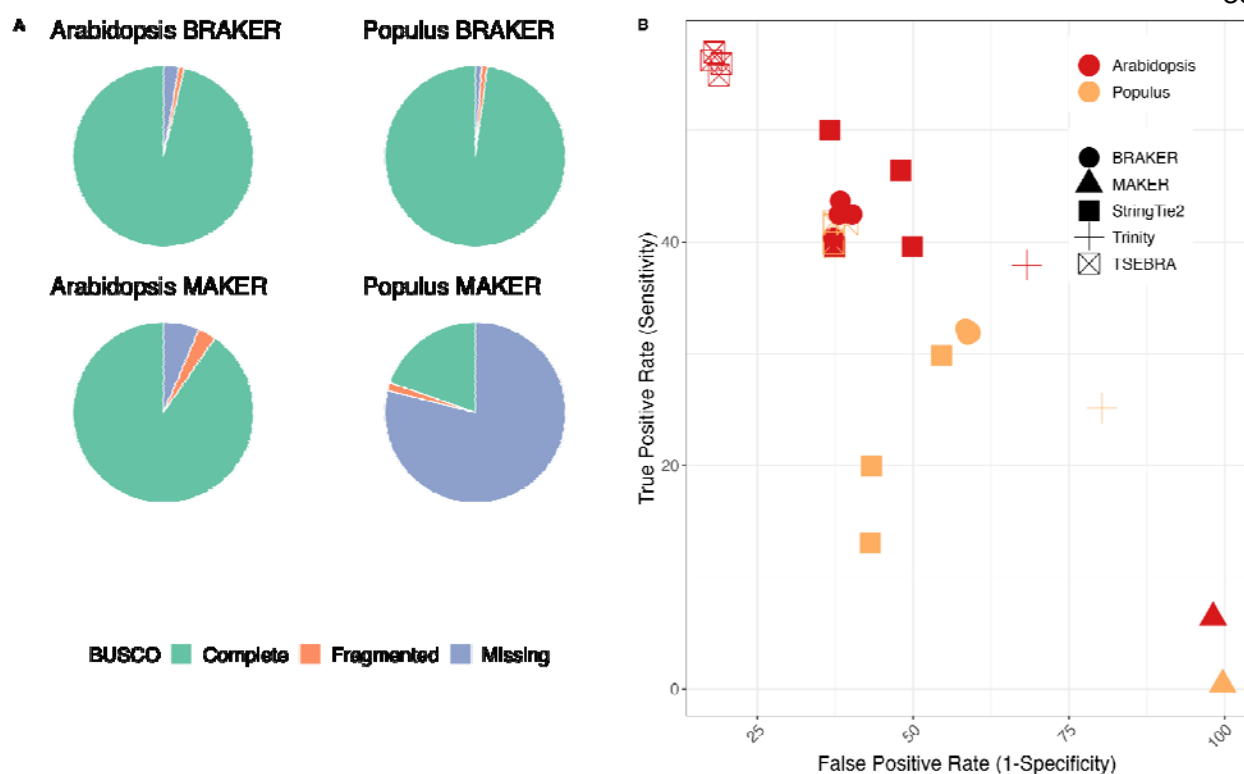 A
Arabidopsis BRAKER
Populus BRAKER
Arabidopsis MAKER
Populus MAKER
BUSCO Complete Fragmented Missing
B
Arabidopsis
Populus
BRAKER
MAKER
StringTie2
Trinity
TSEBRA
True Positive Rate (Sensitivity)
40
20
0
25
50
75
100
False Positive Rate (1-Specificity)